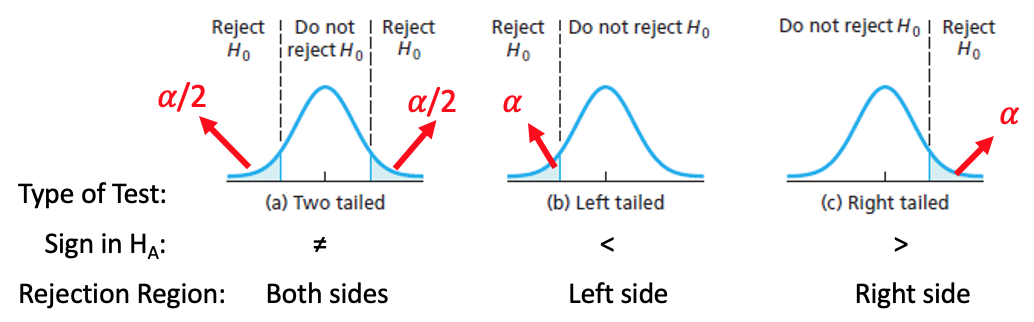 Reject
H₀
Do not
reject H₀
Reject
H₀
α/2
α/2
Reject
H₀
Do not reject H₀
α
Do not reject H₀
Reject
H₀
α
Type of Test:
(a) Two tailed
(b) Left tailed
(c) Right tailed
Sign in Hᴀ:
≠
<
>
Rejection Region:
Both sides
Left side
Right side